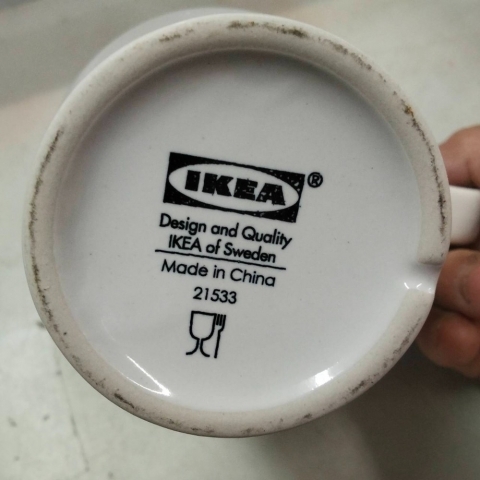 IKEA®
Design and Quality
IKEA of Sweden
Made in China
21533